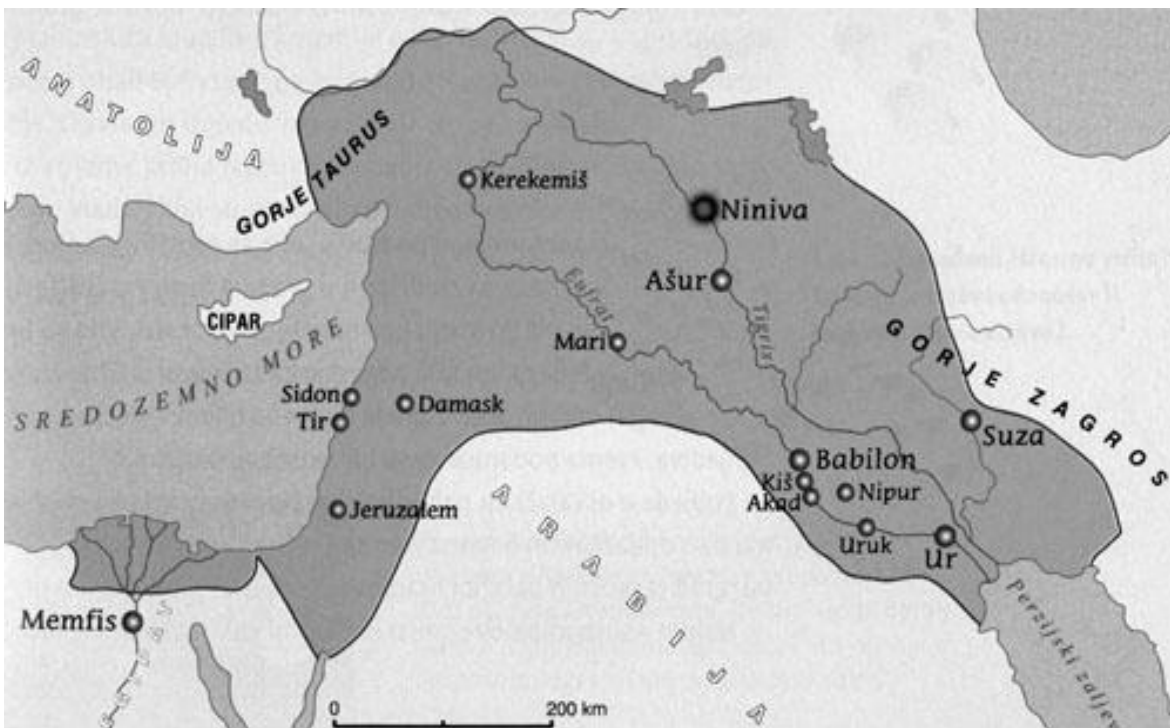 ANATOLIJA
GORJE TAURUS
Kerekemiš
Niniva
Ašur
Eufrat
Tigris
Mari
CIPAR
SREDOZEMNO MORE
GORJE ZAGROS
Sidon
Tir
Damask
Suza
Babilon
Kiš
Akad
Nipur
Uruk
Ur
Jeruzalem
ARABIJA
Memfis
Perzijski zaljev
0 200 km